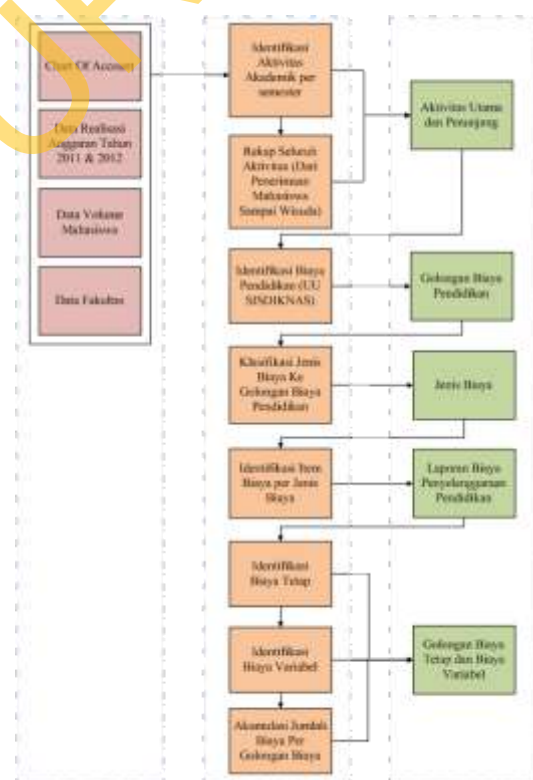 Chart Of Account
Data Realisasi
Anggaran Tahun
2011 & 2012
Data Volume
Mahasiswa
Data Fakultas
Identifikasi
Aktivitas
Akademik per
semester
Rekap Seluruh
Aktivitas (Dari
Penerimaan
Mahasiswa
Sampai Wisuda)
Identifikasi Biaya
Pendidikan (UU
SISDIKNAS)
Klasifikasi Jenis
Biaya Ke
Golongan Biaya
Pendidikan
Identifikasi Item
Biaya per Jenis
Biaya
Identifikasi
Biaya Tetap
Identifikasi
Biaya Variabel
Akumulasi Jumlah
Biaya Per
Golongan Biaya
Aktivitas Utama
dan Penunjang
Golongan Biaya
Pendidikan
Jenis Biaya
Laporan Biaya
Penyelenggaraan
Pendidikan
Golongan Biaya
Tetap dan Biaya
Variabel